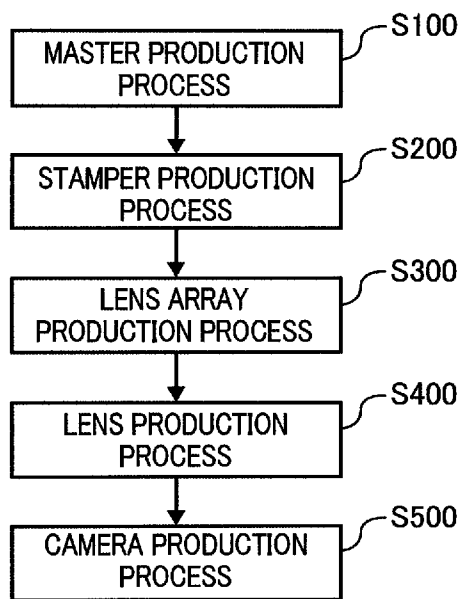 S100
MASTER PRODUCTION
PROCESS
S200
STAMPER PRODUCTION
PROCESS
S300
LENS ARRAY
PRODUCTION PROCESS
S400
LENS PRODUCTION
PROCESS
S500
CAMERA PRODUCTION
PROCESS